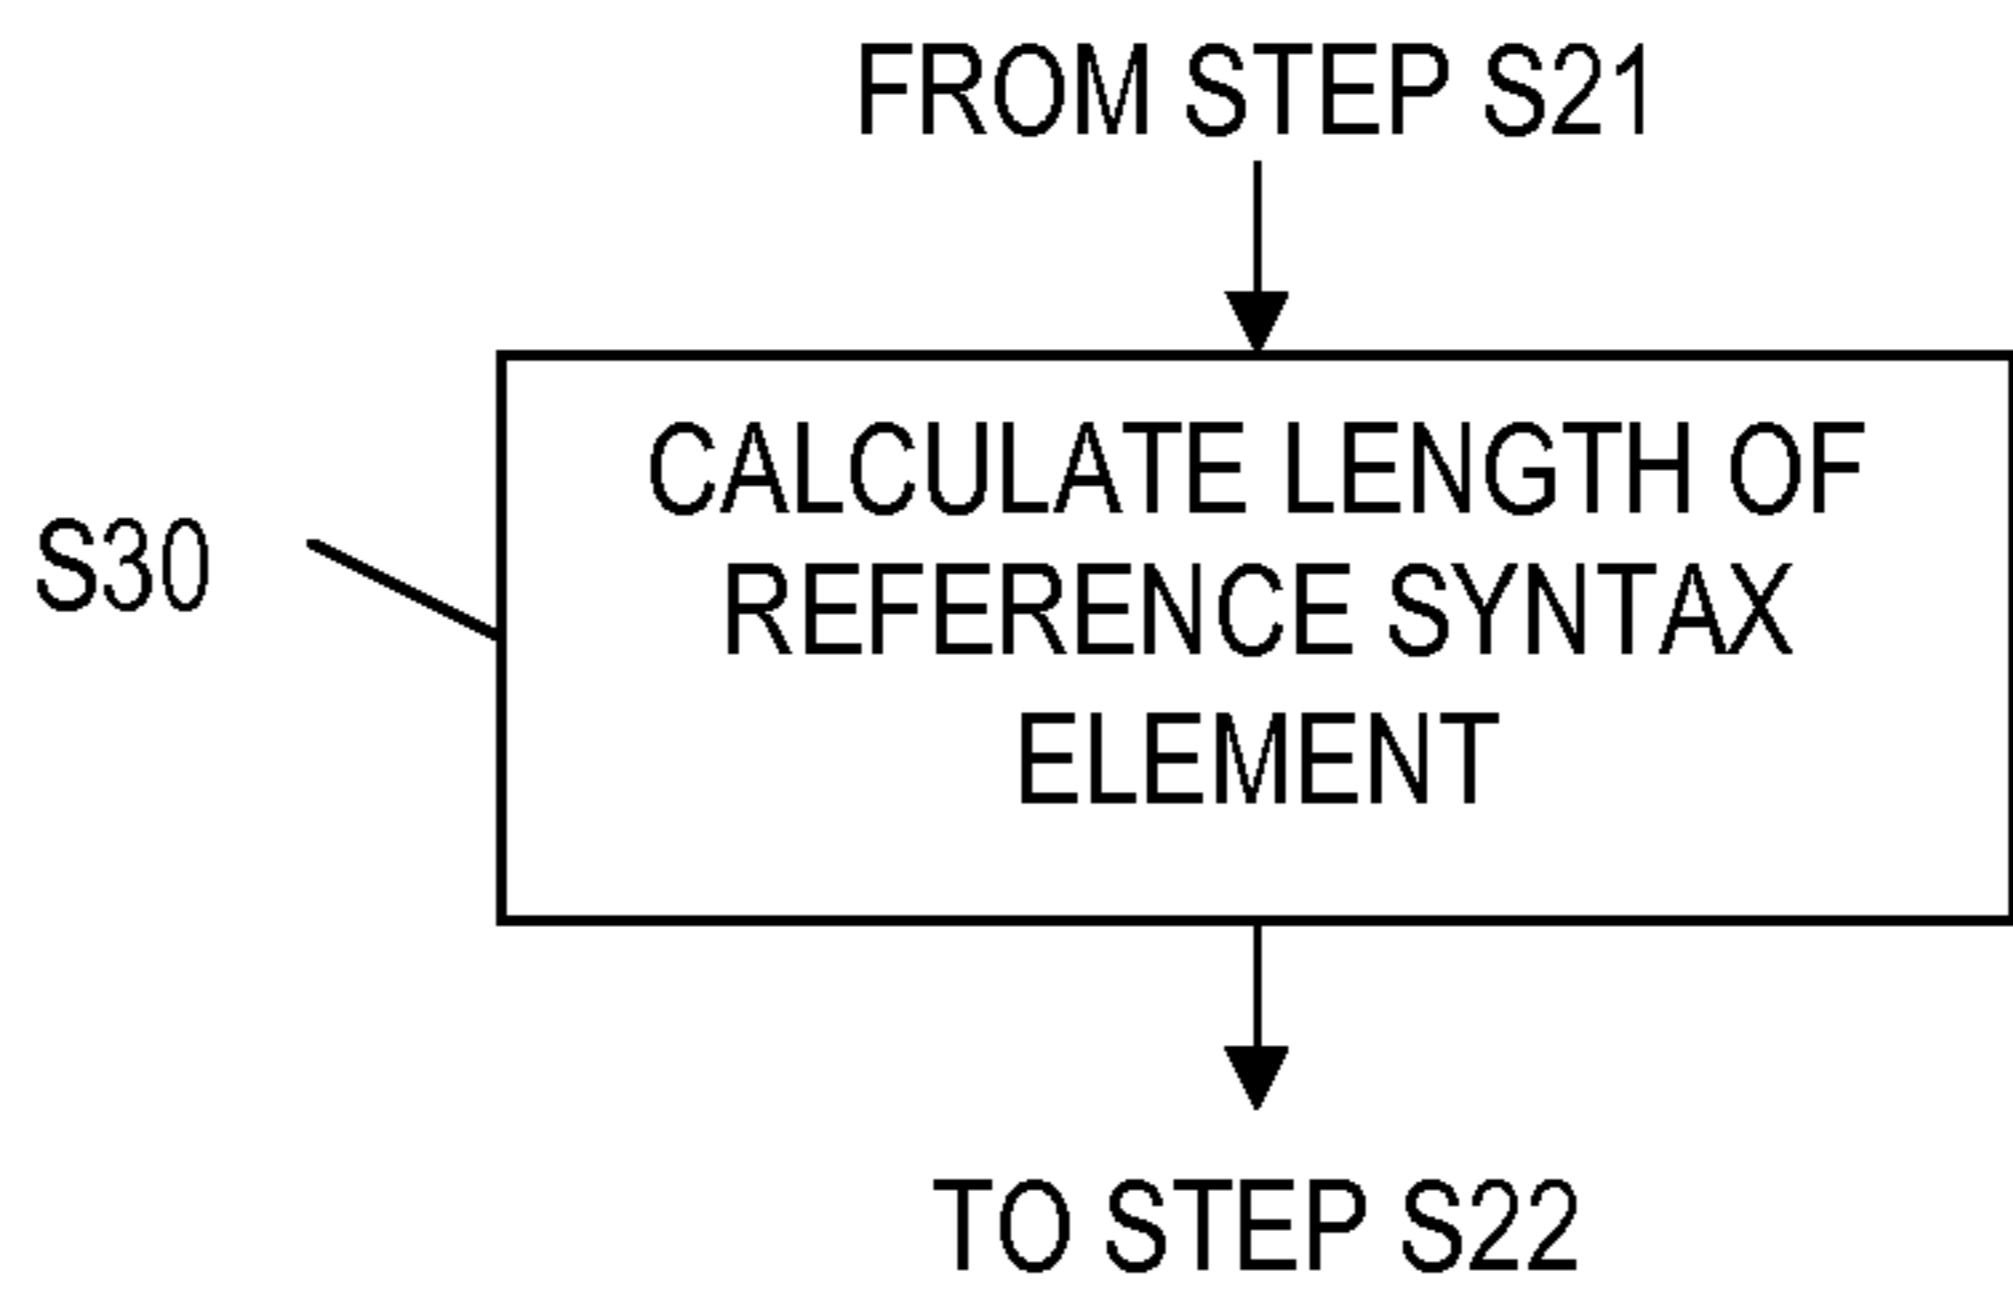 FROM STEP S21
CALCULATE LENGTH OF
REFERENCE SYNTAX
ELEMENT
S30
TO STEP S22